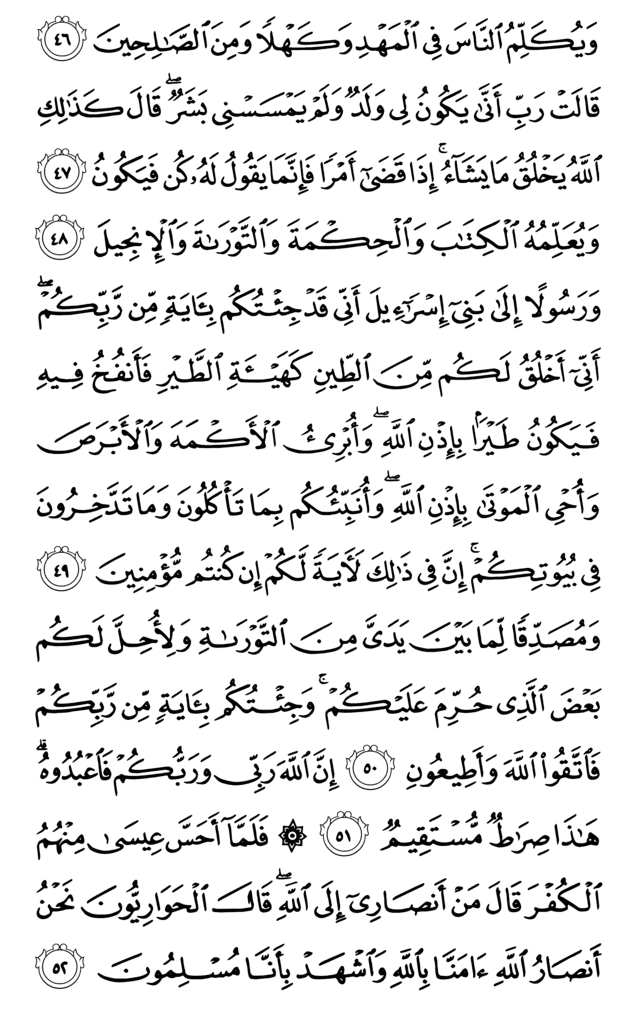 وَيُكَلِّمُ ٱلنَّاسَ فِي ٱلۡمَهۡدِ وَكَهۡلٗا وَمِنَ ٱلصَّٰلِحِينَ ٤٦
قَالَتۡ رَبِّ أَنَّىٰ يَكُونُ لِي وَلَدٞ وَلَمۡ يَمۡسَسۡنِي بَشَرٞۖ قَالَ كَذَٰلِكِ
ٱللَّهُ يَخۡلُقُ مَا يَشَآءُۚ إِذَا قَضَىٰٓ أَمۡرٗا فَإِنَّمَا يَقُولُ لَهُۥ كُن فَيَكُونُ ٤٧
وَيُعَلِّمُهُ ٱلۡكِتَٰبَ وَٱلۡحِكۡمَةَ وَٱلتَّوۡرَىٰةَ وَٱلۡإِنجِيلَ ٤٨
وَرَسُولًا إِلَىٰ بَنِيٓ إِسۡرَٰٓءِيلَ أَنِّي قَدۡ جِئۡتُكُم بِـَٔايَةٖ مِّن رَّبِّكُمۡۖ
أَنِّيٓ أَخۡلُقُ لَكُم مِّنَ ٱلطِّينِ كَهَيۡـَٔةِ ٱلطَّيۡرِ فَأَنفُخُ فِيهِ
فَيَكُونُ طَيۡرَۢا بِإِذۡنِ ٱللَّهِۖ وَأُبۡرِئُ ٱلۡأَكۡمَهَ وَٱلۡأَبۡرَصَ
وَأُحۡيِ ٱلۡمَوۡتَىٰ بِإِذۡنِ ٱللَّهِۖ وَأُنَبِّئُكُم بِمَا تَأۡكُلُونَ وَمَا تَدَّخِرُونَ
فِي بُيُوتِكُمۡۚ إِنَّ فِي ذَٰلِكَ لَأٓيَةٗ لَّكُمۡ إِن كُنتُم مُّؤۡمِنِينَ ٤٩
وَمُصَدِّقٗا لِّمَا بَيۡنَ يَدَيَّ مِنَ ٱلتَّوۡرَىٰةِ وَلِأُحِلَّ لَكُم
بَعۡضَ ٱلَّذِي حُرِّمَ عَلَيۡكُمۡۚ وَجِئۡتُكُم بِـَٔايَةٖ مِّن رَّبِّكُمۡ
فَٱتَّقُواْ ٱللَّهَ وَأَطِيعُونِ ٥٠ إِنَّ ٱللَّهَ رَبِّي وَرَبُّكُمۡ فَٱعۡبُدُوهُۚ
هَٰذَا صِرَٰطٞ مُّسۡتَقِيمٞ ٥١ ۞ فَلَمَّآ أَحَسَّ عِيسَىٰ مِنۡهُمُ
ٱلۡكُفۡرَ قَالَ مَنۡ أَنصَارِيٓ إِلَى ٱللَّهِۖ قَالَ ٱلۡحَوَارِيُّونَ نَحۡنُ
أَنصَارُ ٱللَّهِ ءَامَنَّا بِٱللَّهِ وَٱشۡهَدۡ بِأَنَّا مُسۡلِمُونَ ٥٢